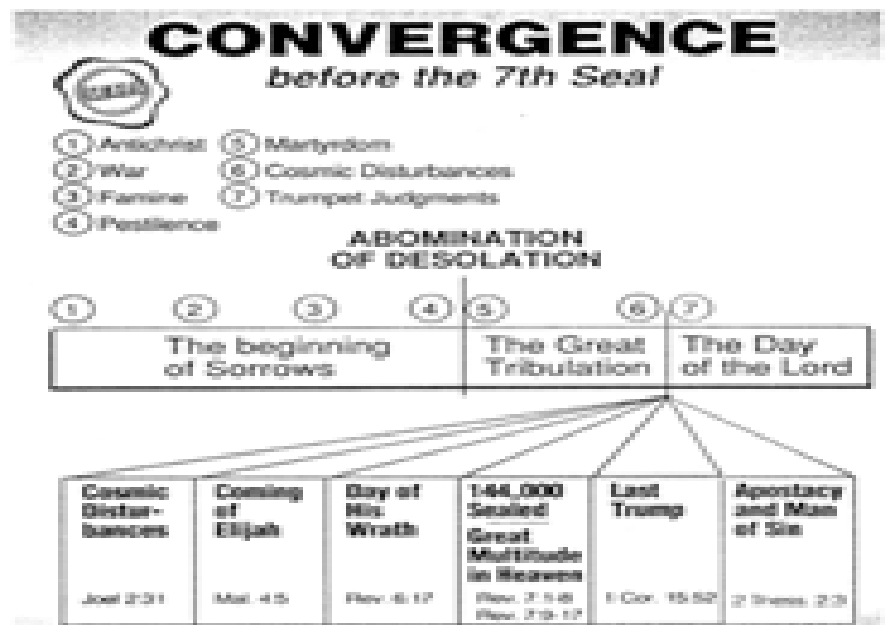 CONVERGENCE
before the 7th Seal
1 Antichrist 5 Martyrdom
2 War 6 Cosmic Disturbances
3 Famine 7 Trumpet Judgments
4 Pestilence
ABOMINATION
OF DESOLATION
1 2 3 4 5 6 7
The beginning
of Sorrows
The Great
Tribulation
The Day
of the Lord
Cosmic
Distur-
bances
Joel 2:31
Coming
of
Elijah
Mal. 4:5
Day of
His
Wrath
Rev. 6:17
144,000
Sealed
Great
Multitude
in Heaven
Rev. 7:1-8
Rev. 7:9-17
Last
Trump
1 Cor. 15:52
Apostacy
and Man
of Sin
2 Thess. 2:3